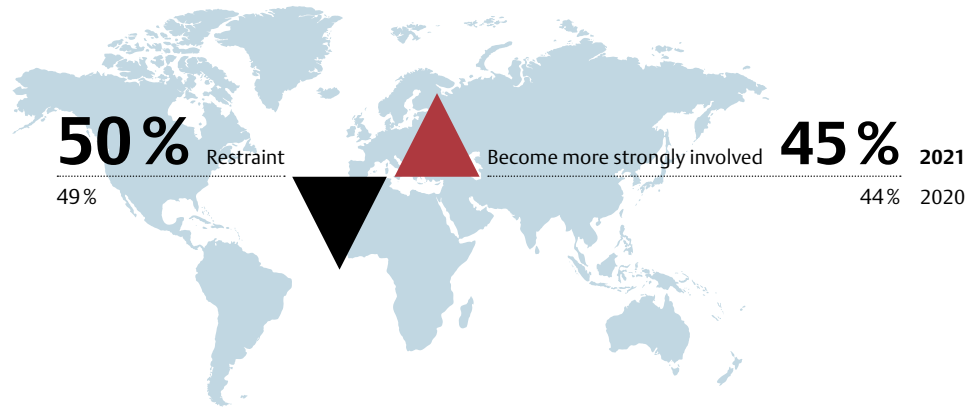 50 % Restraint Become more strongly involved 45 % 2021
49 % 44 % 2020